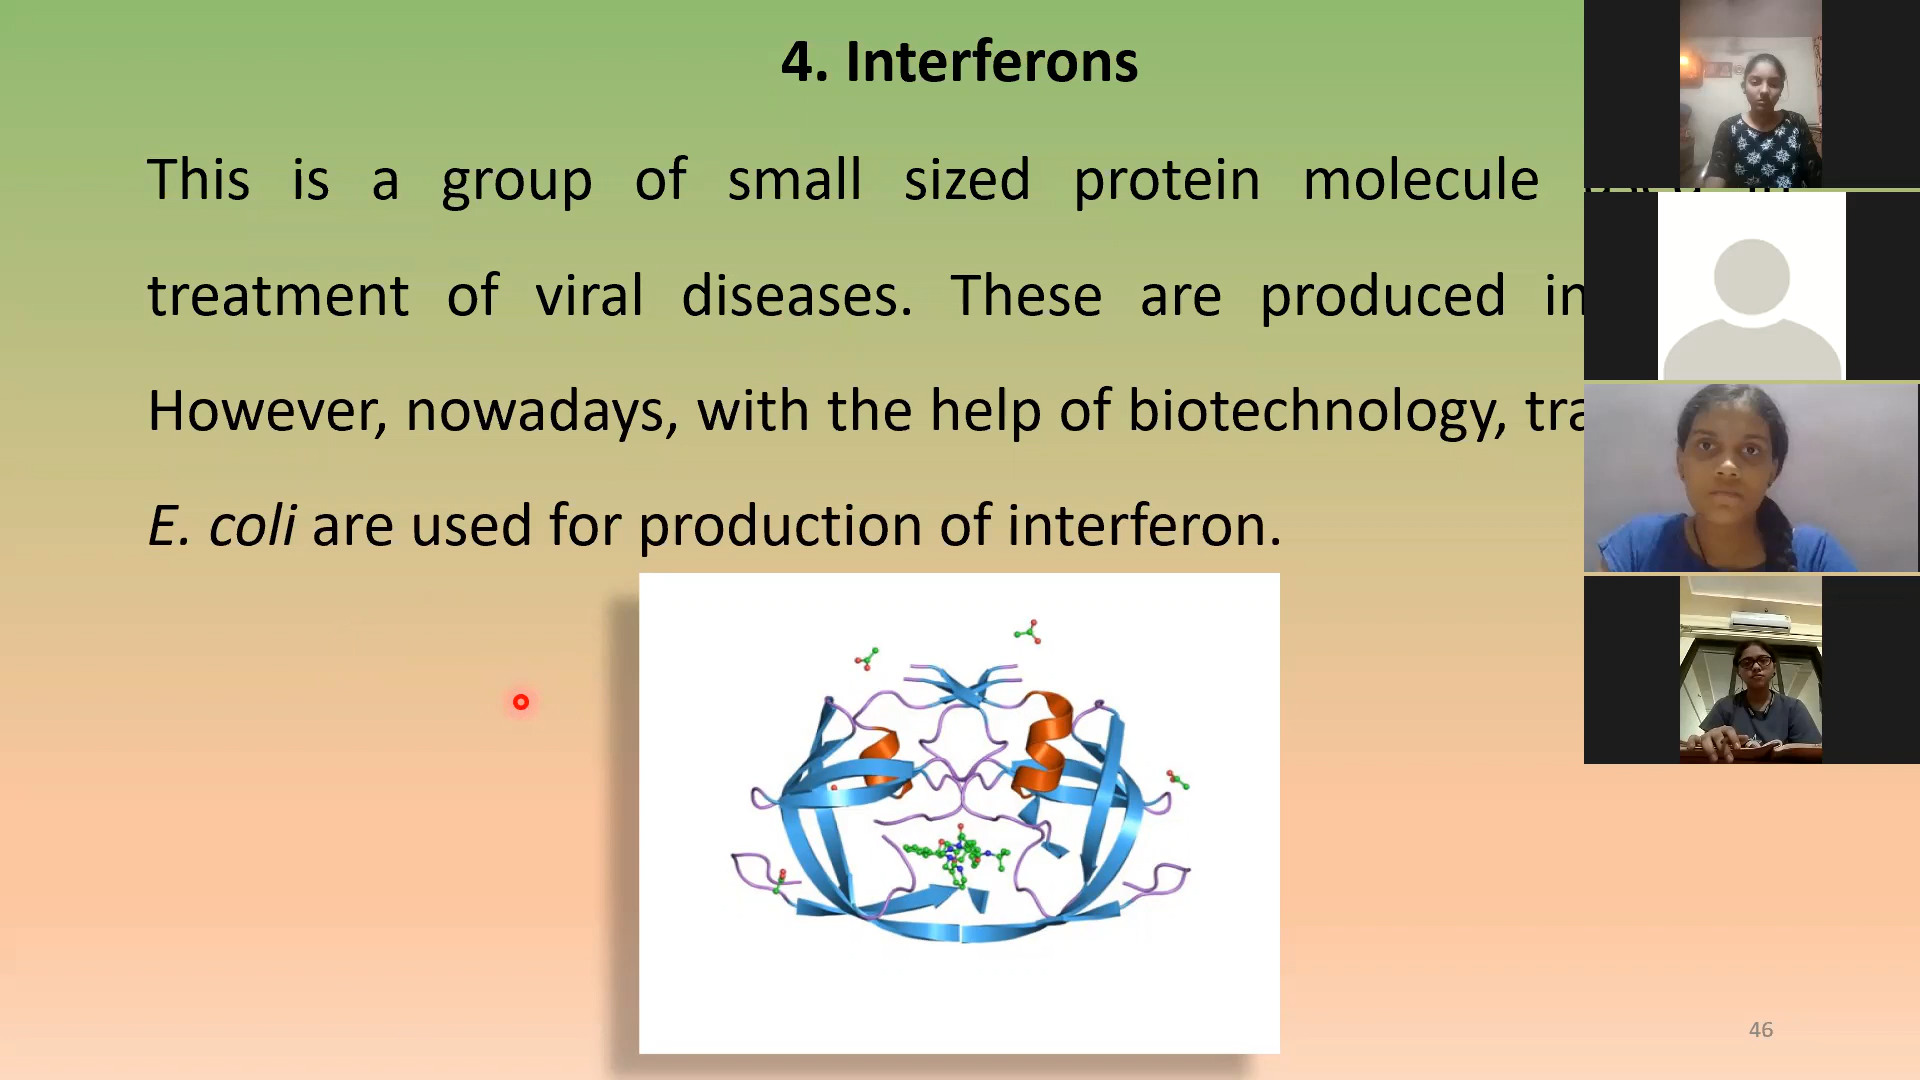 4. Interferons
This is a group of small sized protein molecule
treatment of viral diseases. These are produced in
However, nowadays, with the help of biotechnology,
E. coli are used for production of interferon.
46